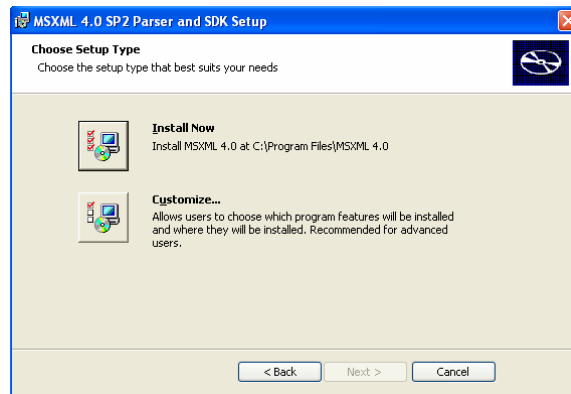 MSXML 4.0 SP2 Parser and SDK Setup
Choose Setup Type
Choose the setup type that best suits your needs
Install Now
Install MSXML 4.0 at C:\Program Files\MSXML 4.0
Customize...
Allows users to choose which program features will be installed
and where they will be installed. Recommended for advanced
users.
< Back Next > Cancel